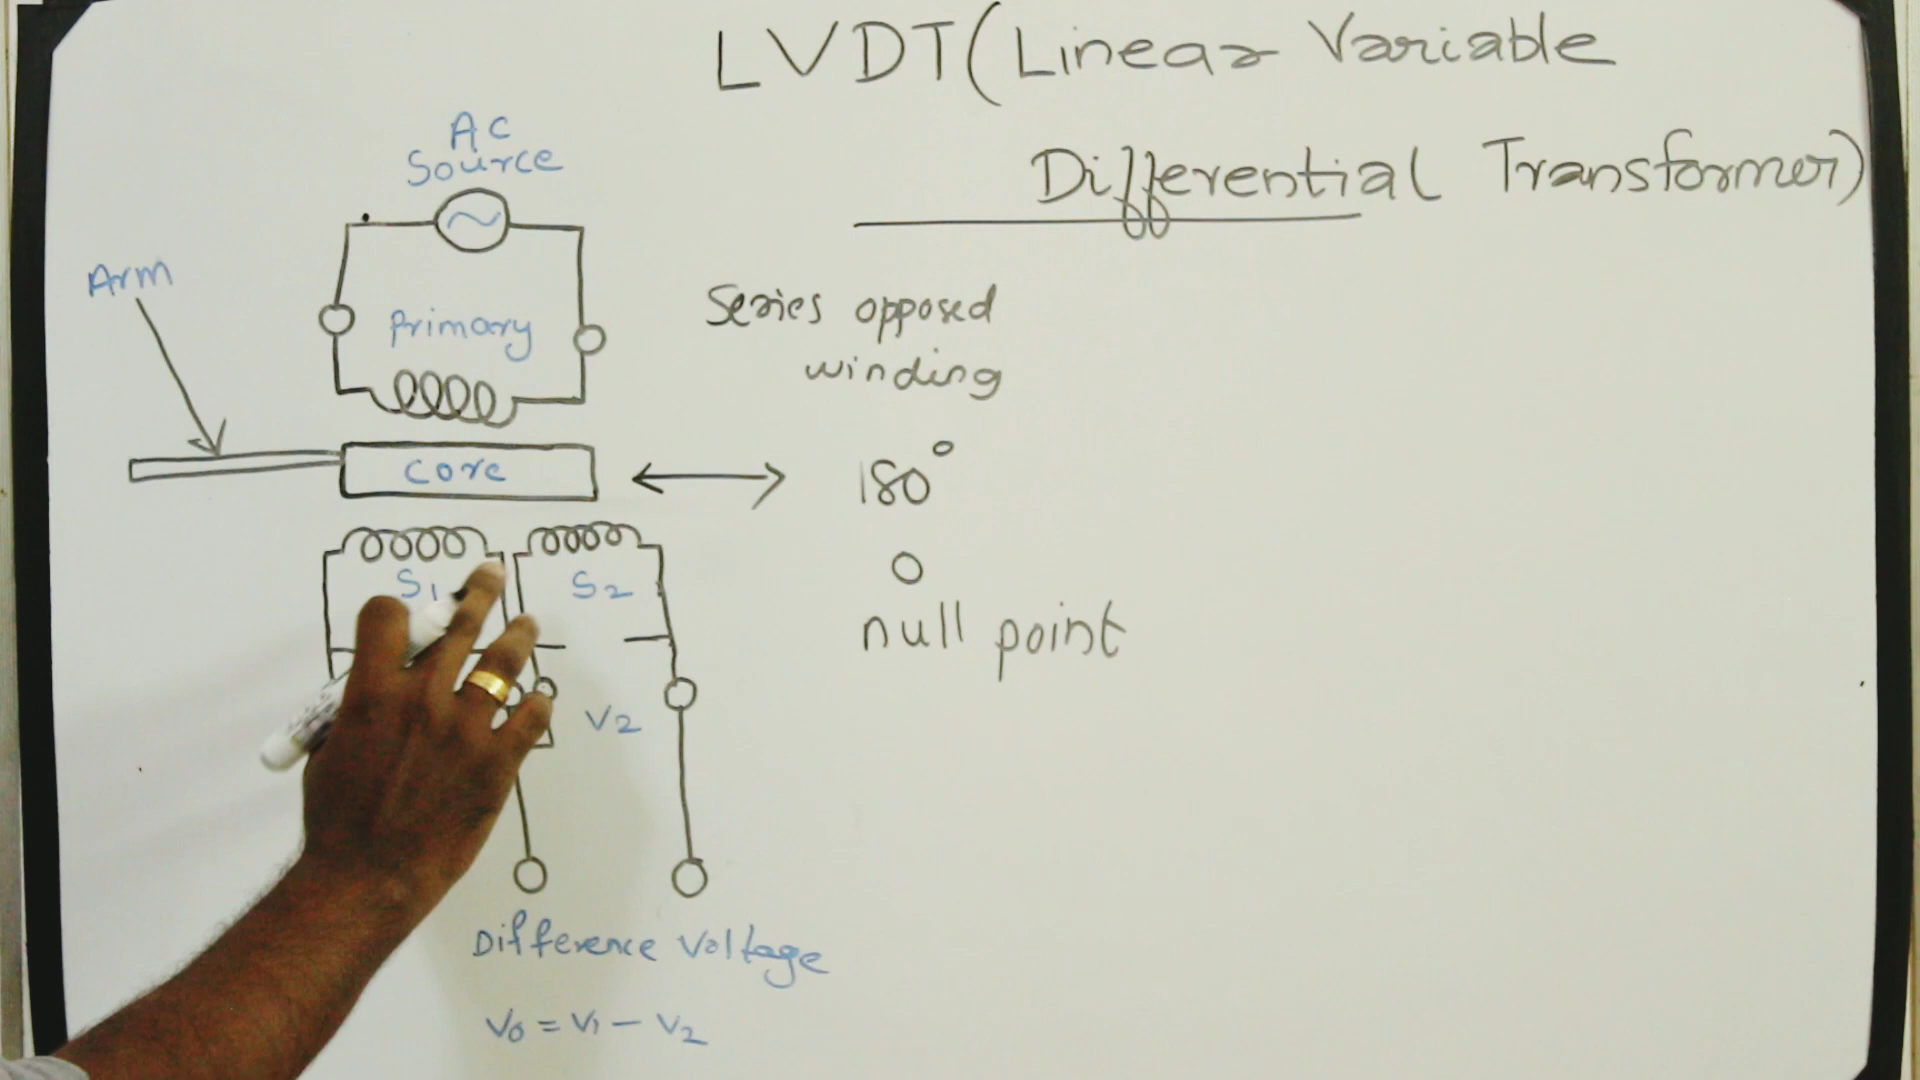 LVDT (Linear Variable
Differential Transformer)
AC
Source
Arm
Primary
Series opposed
winding
Core
180°
0
null point
S1
S2
V2
Difference Voltage
V0 = V1 - V2